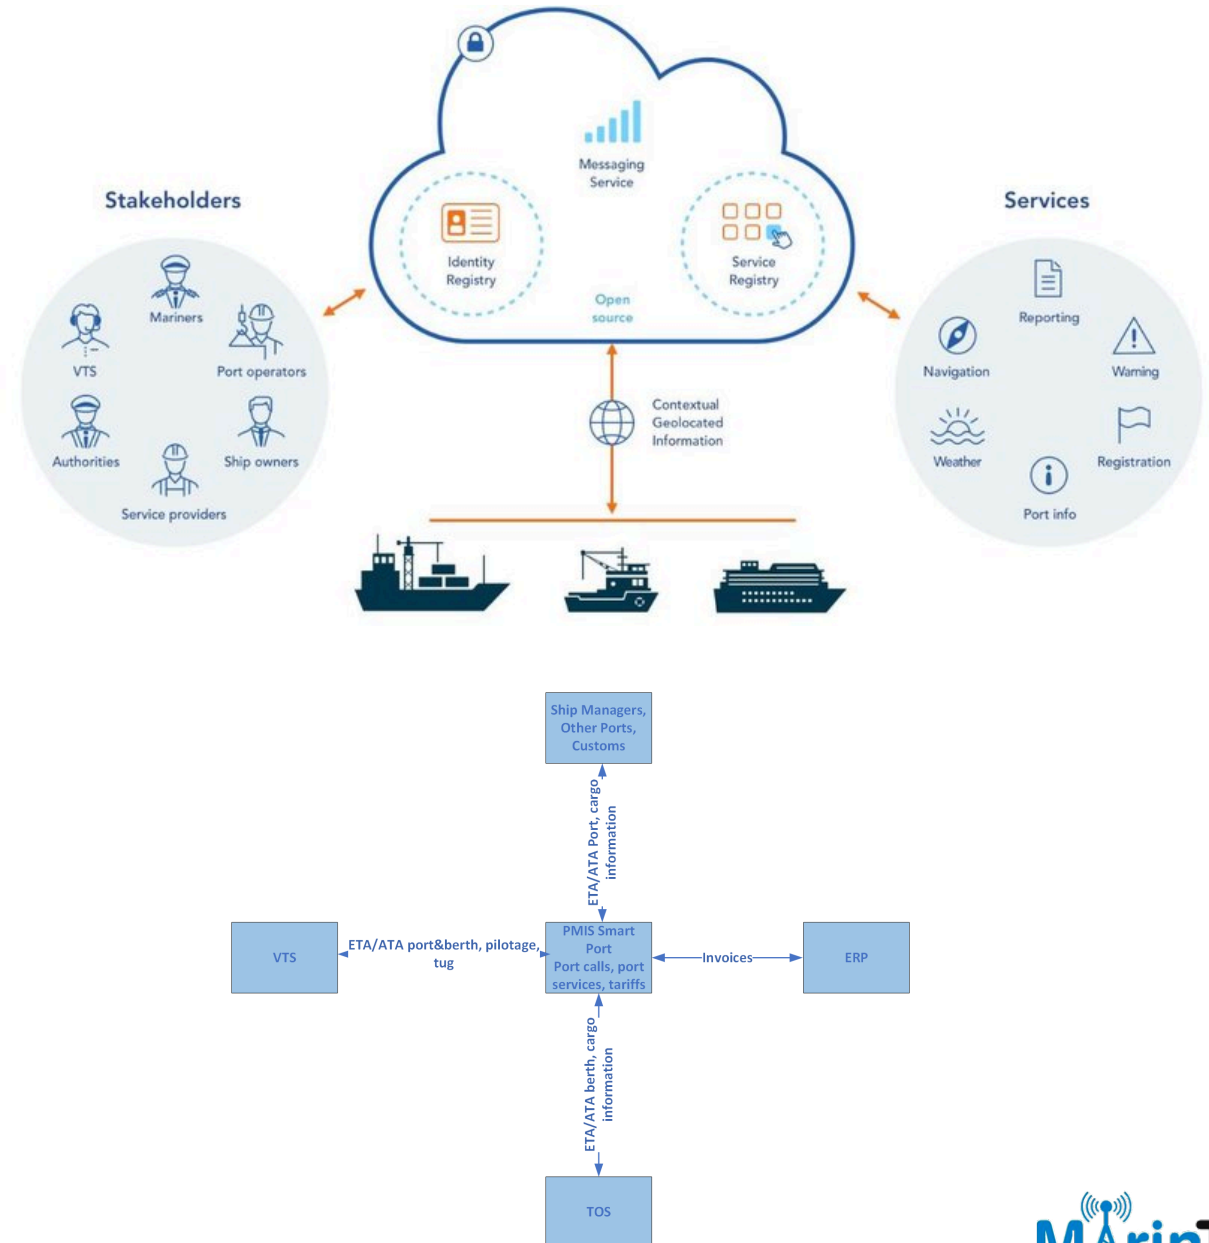 Messaging
Service
Stakeholders
Services
Identity
Registry
Service
Registry
Open
source
Mariners
VTS
Port operators
Authorities
Ship owners
Service providers
Contextual
Geolocated
Information
Reporting
Navigation
Warning
Weather
Registration
Port info
Ship Managers,
Other Ports,
Customs
ETA/ATA Port, cargo
information
VTS
ETA/ATA port&berth, pilotage,
tug
PMIS Smart
Port
Port calls, port
services, tariffs
Invoices
ERP
ETA/ATA berth, cargo
information
TOS